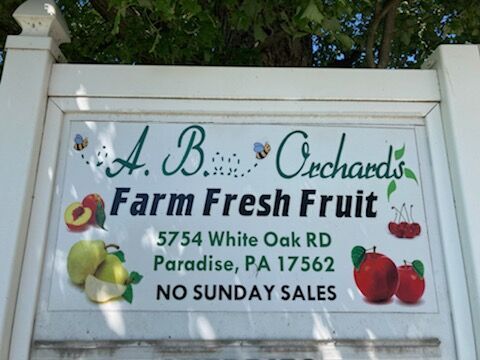 A. B. Orchards
Farm Fresh Fruit
5754 White Oak RD
Paradise, PA 17562
NO SUNDAY SALES